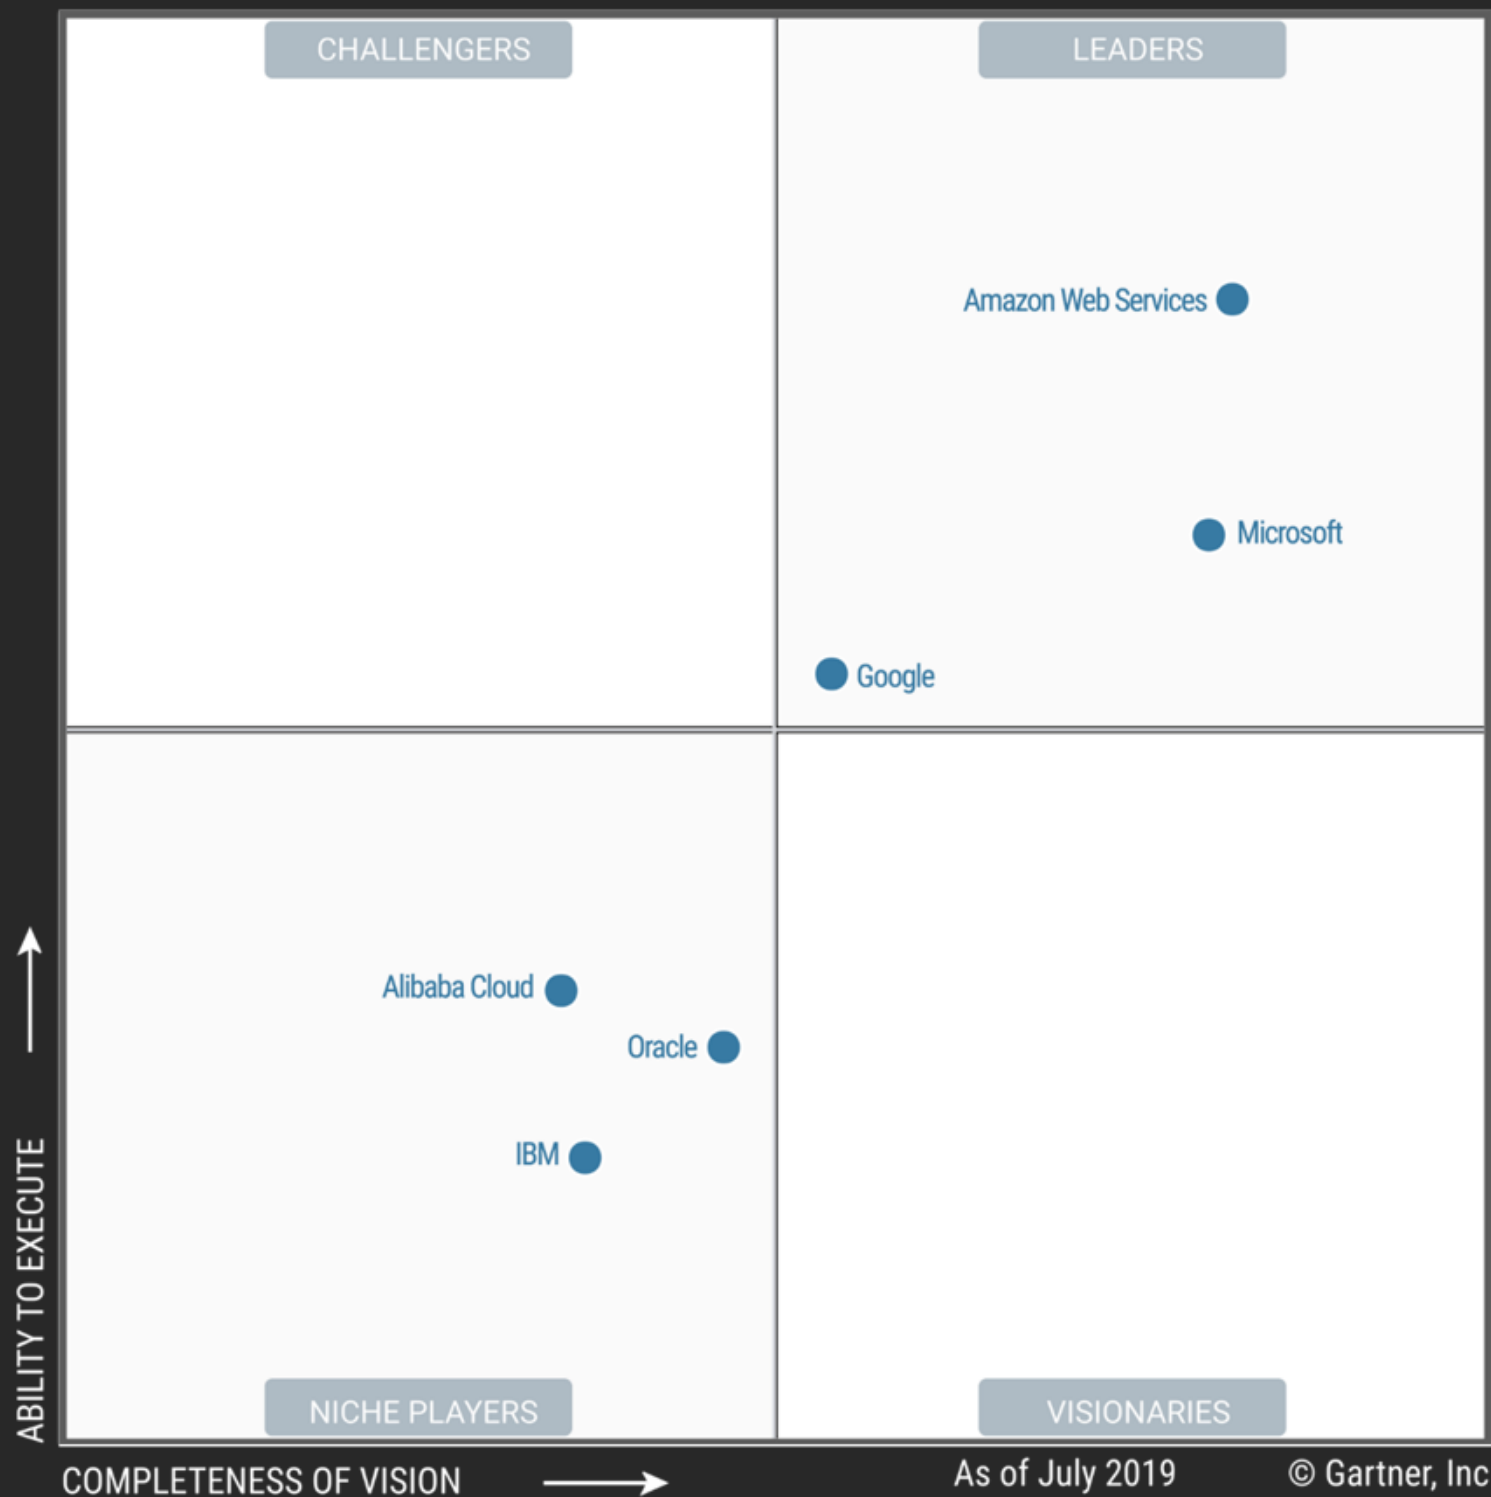 CHALLENGERS
LEADERS
Amazon Web Services
Microsoft
Google
Alibaba Cloud
Oracle
IBM
ABILITY TO EXECUTE
NICHE PLAYERS
VISIONARIES
COMPLETENESS OF VISION
As of July 2019
© Gartner, Inc